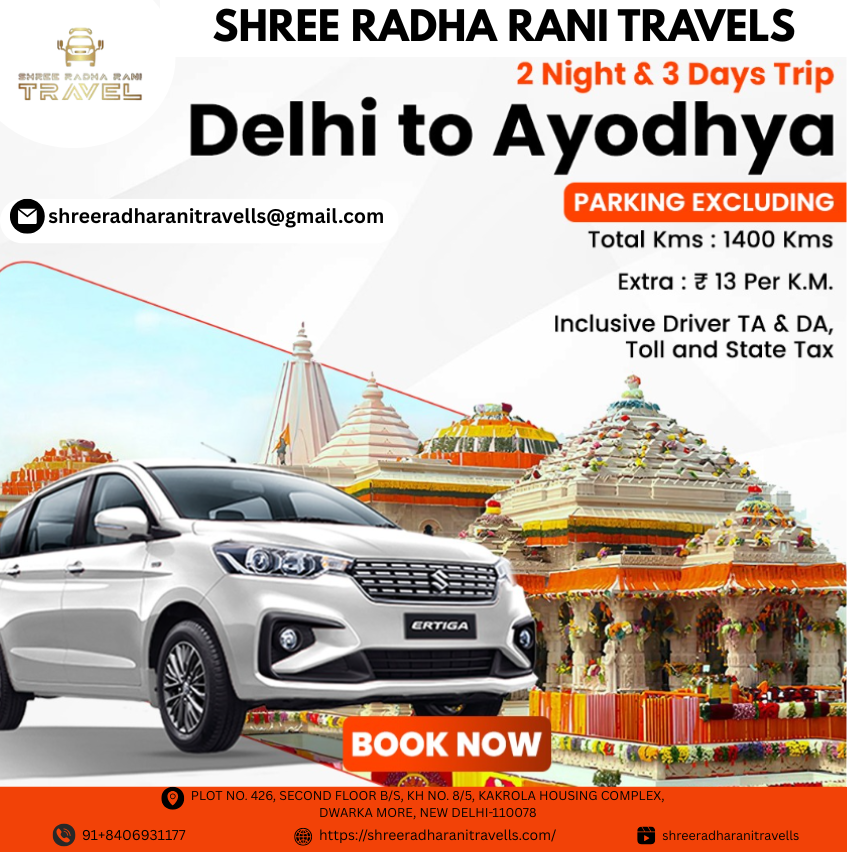 SHREE RADHA RANI TRAVELS
SHREE RADHA RANI
TRAVEL
2 Night & 3 Days Trip
Delhi to Ayodhya
PARKING EXCLUDING
shreeradharanitravells@gmail.com
Total Kms : 1400 Kms
Extra : ₹ 13 Per K.M.
Inclusive Driver TA & DA,
Toll and State Tax
ERTIGA
BOOK NOW
PLOT NO. 426, SECOND FLOOR B/S, KH NO. 8/5, KAKROLA HOUSING COMPLEX,
DWARKA MORE, NEW DELHI-110078
91+8406931177
https://shreeradharanitravells.com/
shreeradharanitravells